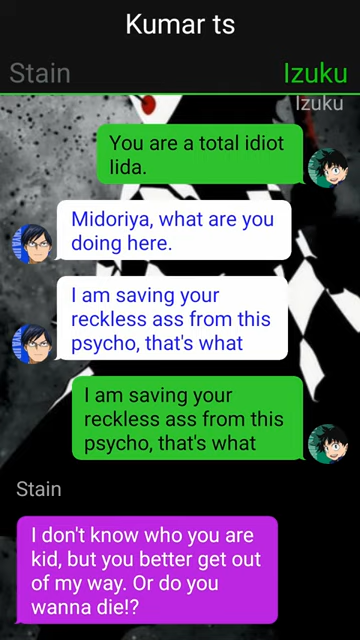 Kumar ts
Stain
Izuku
Izuku
You are a total idiot
Iida.
Midoriya, what are you
doing here.
I am saving your
reckless ass from this
psycho, that's what
I am saving your
reckless ass from this
psycho, that's what
Stain
I don't know who you are
kid, but you better get out
of my way. Or do you
wanna die!?